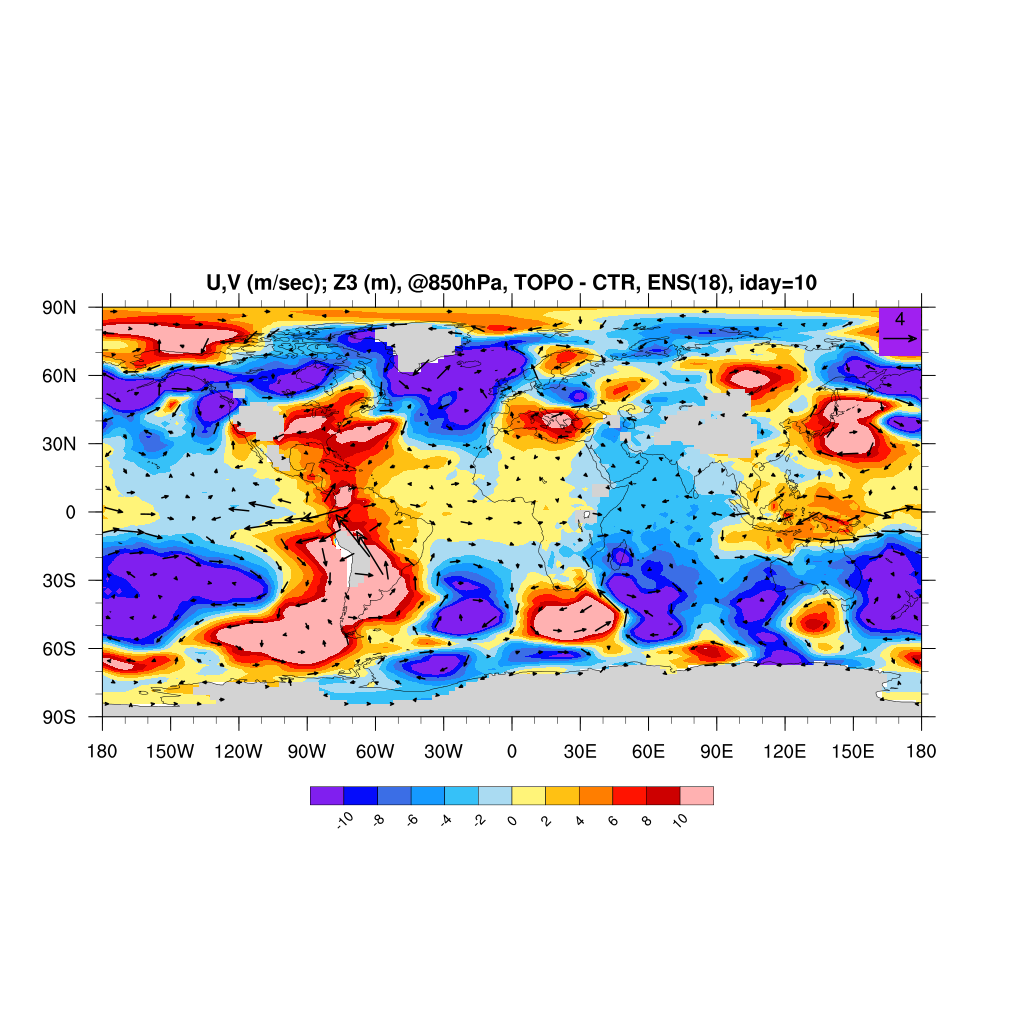 U,V (m/sec); Z3 (m), @850hPa, TOPO - CTR, ENS(18), iday=10
90N
4
60N
30N
0
30S
60S
90S
180 150W 120W 90W 60W 30W 0 30E 60E 90E 120E 150E 180
-10 -8 -6 -4 -2 0 2 4 6 8 10